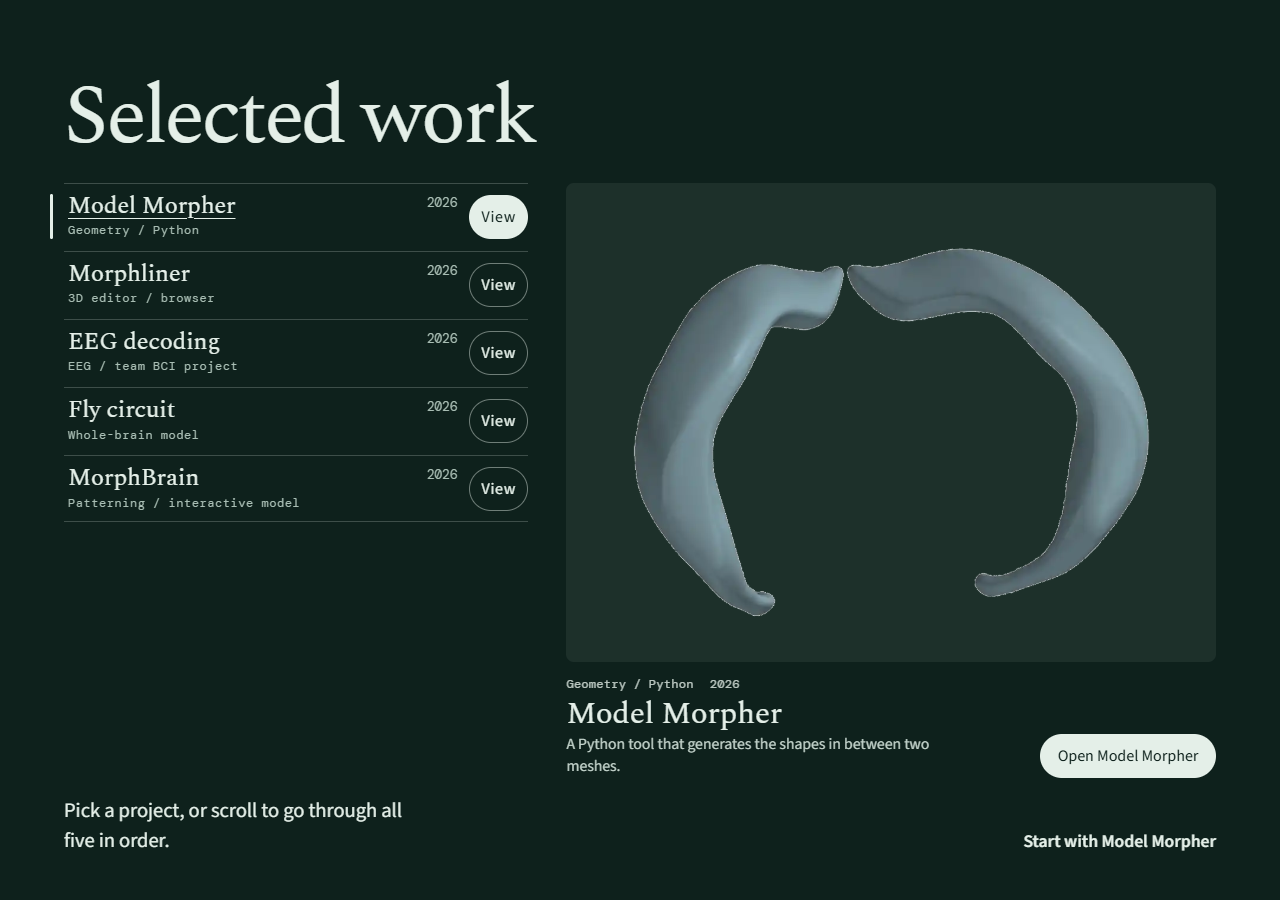 Selected work
Model Morpher
2026
View
Geometry / Python
Morphliner
2026
View
3D editor / browser
EEG decoding
2026
View
EEG / team BCI project
Fly circuit
2026
View
Whole-brain model
MorphBrain
2026
View
Patterning / interactive model
Geometry / Python 2026
Model Morpher
A Python tool that generates the shapes in between two
meshes.
Open Model Morpher
Pick a project, or scroll to go through all
five in order.
Start with Model Morpher